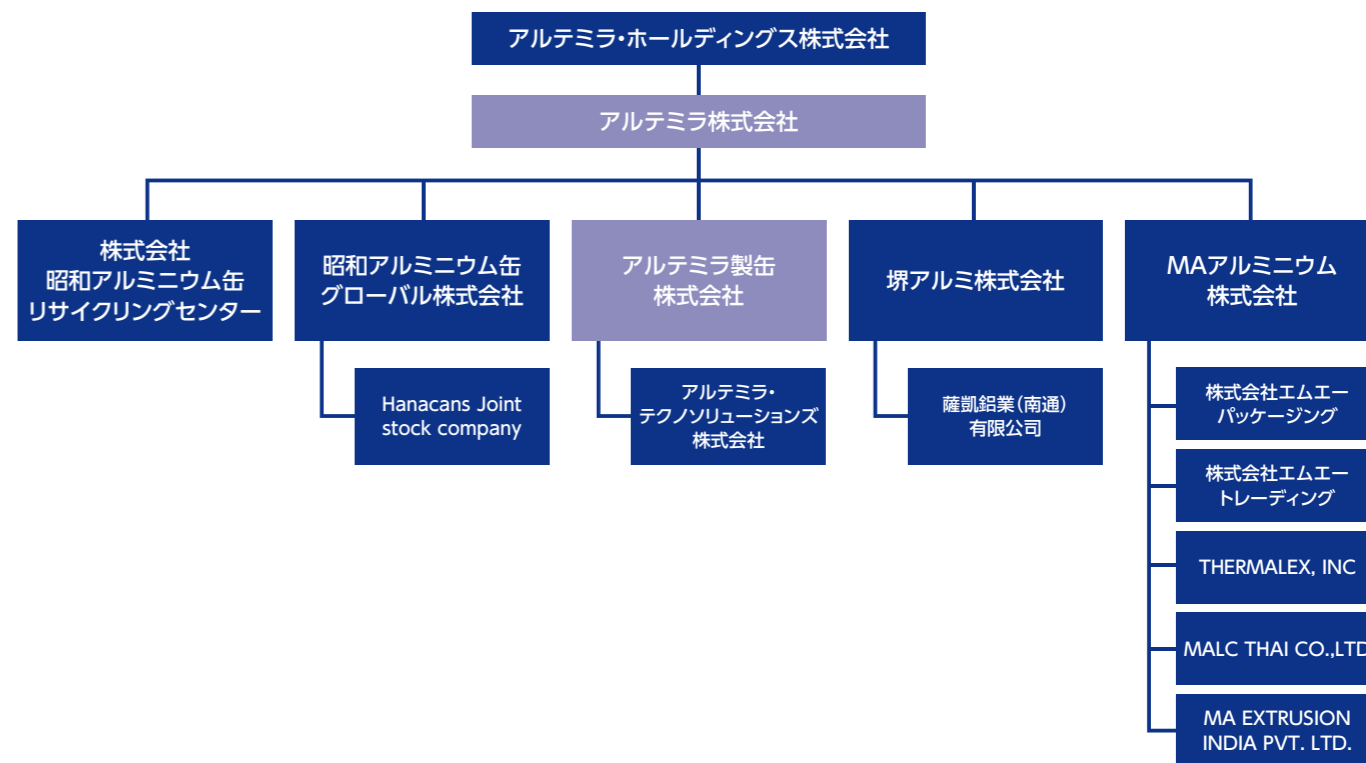 アルテミラ・ホールディングス株式会社
アルテミラ株式会社
株式会社
昭和アルミニウム缶
リサイクリングセンター
昭和アルミニウム缶
グローバル株式会社
アルテミラ製缶
株式会社
堺アルミ株式会社
MAアルミニウム
株式会社
Hanacans Joint
stock company
アルテミラ・
テクノソリューションズ
株式会社
薩凱鋁業(南通)
有限公司
株式会社エムエー
パッケージング
株式会社エムエー
トレーディング
THERMALEX, INC
MALC THAI CO.,LTD
MA EXTRUSION
INDIA PVT. LTD.